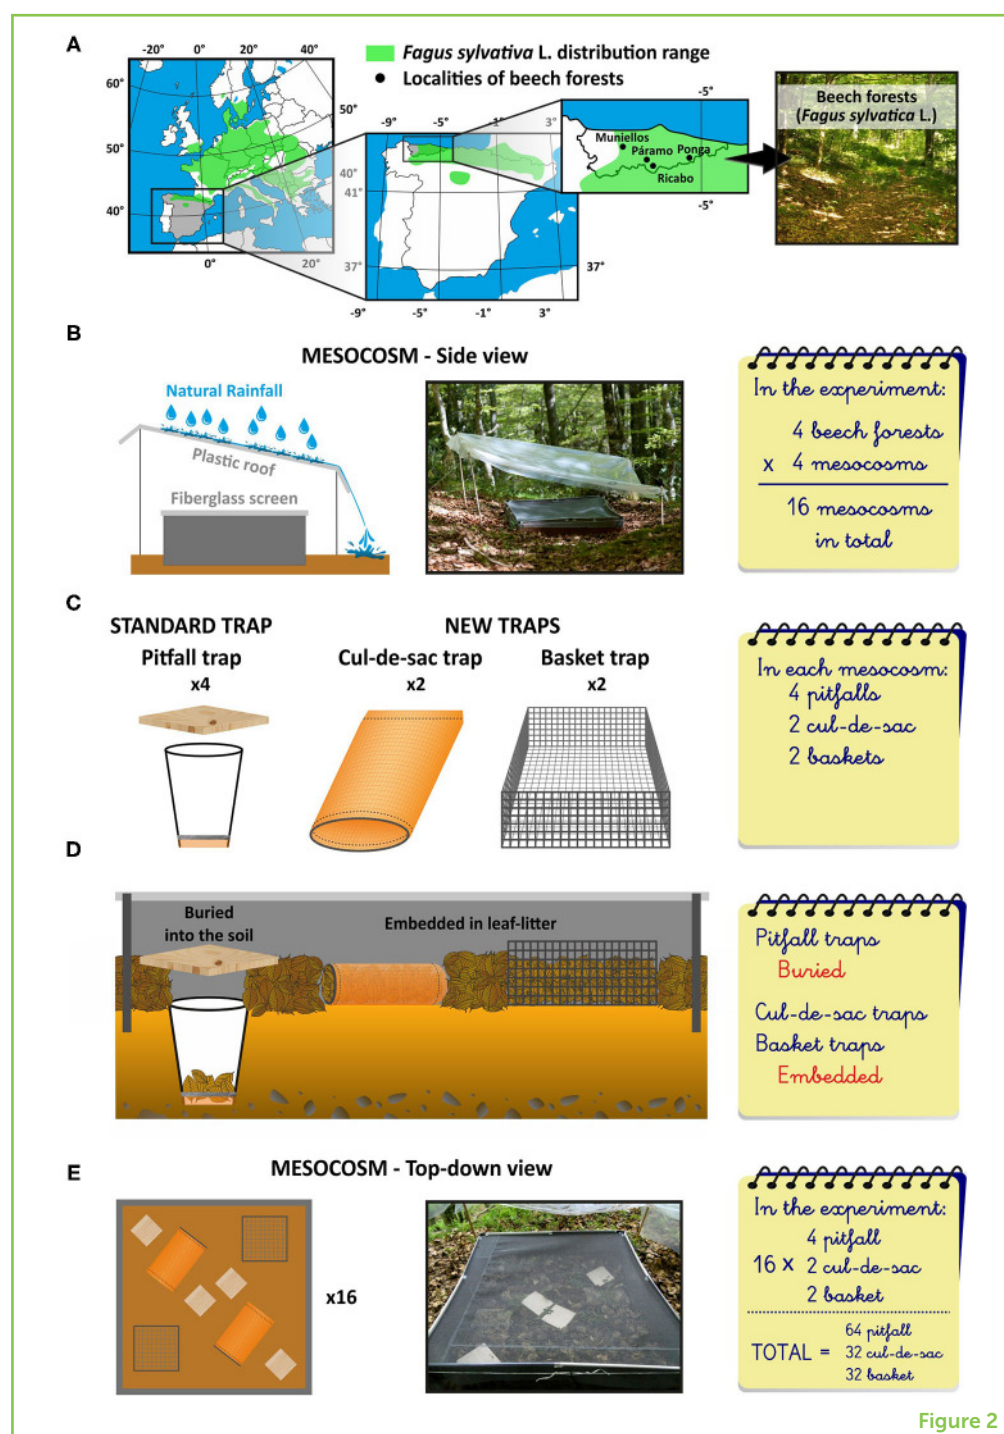 A
Fagus sylvativa L. distribution range
Localities of beech forests
-20° 0° 20° 40°
60°
50°
40°
50°
40°
0° 20°
-9° -5° -1° 3°
41°
37°
37°
-9° -5° -1° 3°
-5°
Muniellos
Páramo Ponga
Ricabo
-5°
Beech forests
(Fagus sylvatica L.)
B
MESOCOSM - Side view
Natural Rainfall
Plastic roof
Fiberglass screen
In the experiment:
4 beech forests
x 4 mesocosms
16 mesocosms
in total
C
STANDARD TRAP
NEW TRAPS
Pitfall trap
x4
Cul-de-sac trap
x2
Basket trap
x2
In each mesocosm:
4 pitfalls
2 cul-de-sac
2 baskets
D
Buried
into the soil
Embedded in leaf-litter
Pitfall traps
Buried
Cul-de-sac traps
Basket traps
Embedded
E
MESOCOSM - Top-down view
x16
In the experiment:
4 pitfall
16 x 2 cul-de-sac
2 basket
64 pitfall
TOTAL = 32 cul-de-sac
32 basket
Figure 2